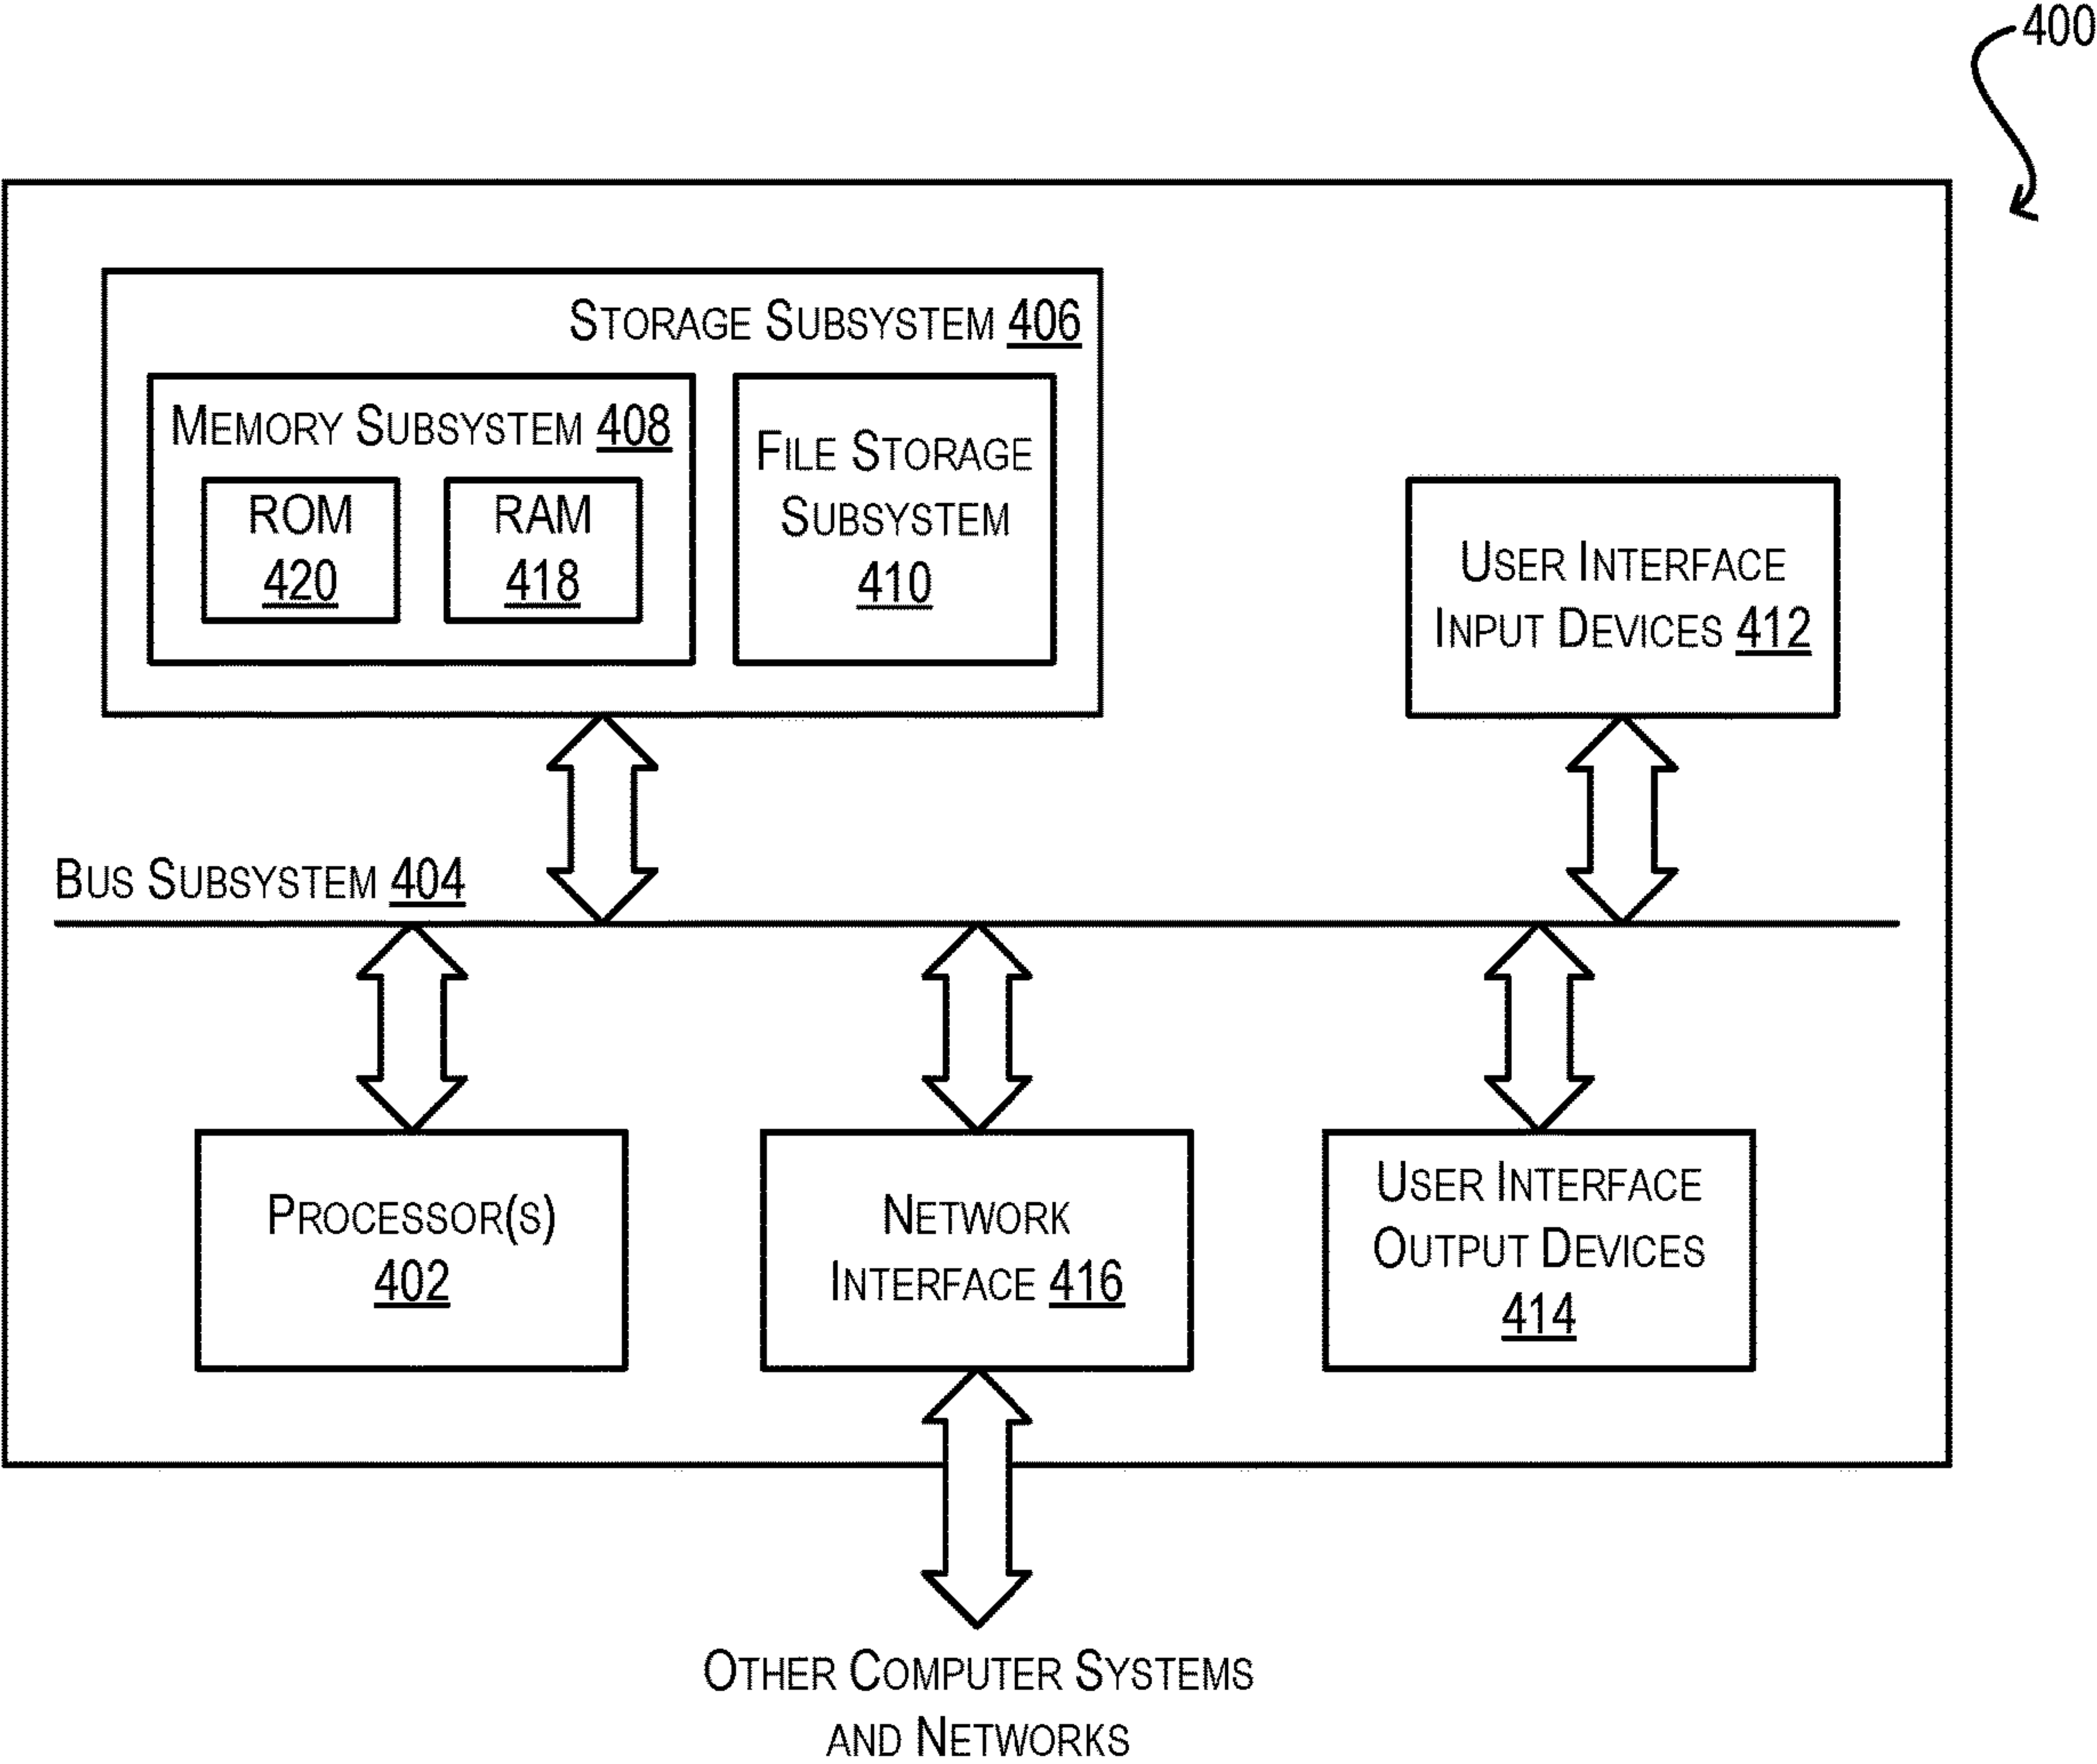 400
STORAGE SUBSYSTEM 406
MEMORY SUBSYSTEM 408
ROM
420
RAM
418
FILE STORAGE
SUBSYSTEM
410
USER INTERFACE
INPUT DEVICES 412
BUS SUBSYSTEM 404
PROCESSOR(S)
402
NETWORK
INTERFACE 416
USER INTERFACE
OUTPUT DEVICES
414
OTHER COMPUTER SYSTEMS
AND NETWORKS